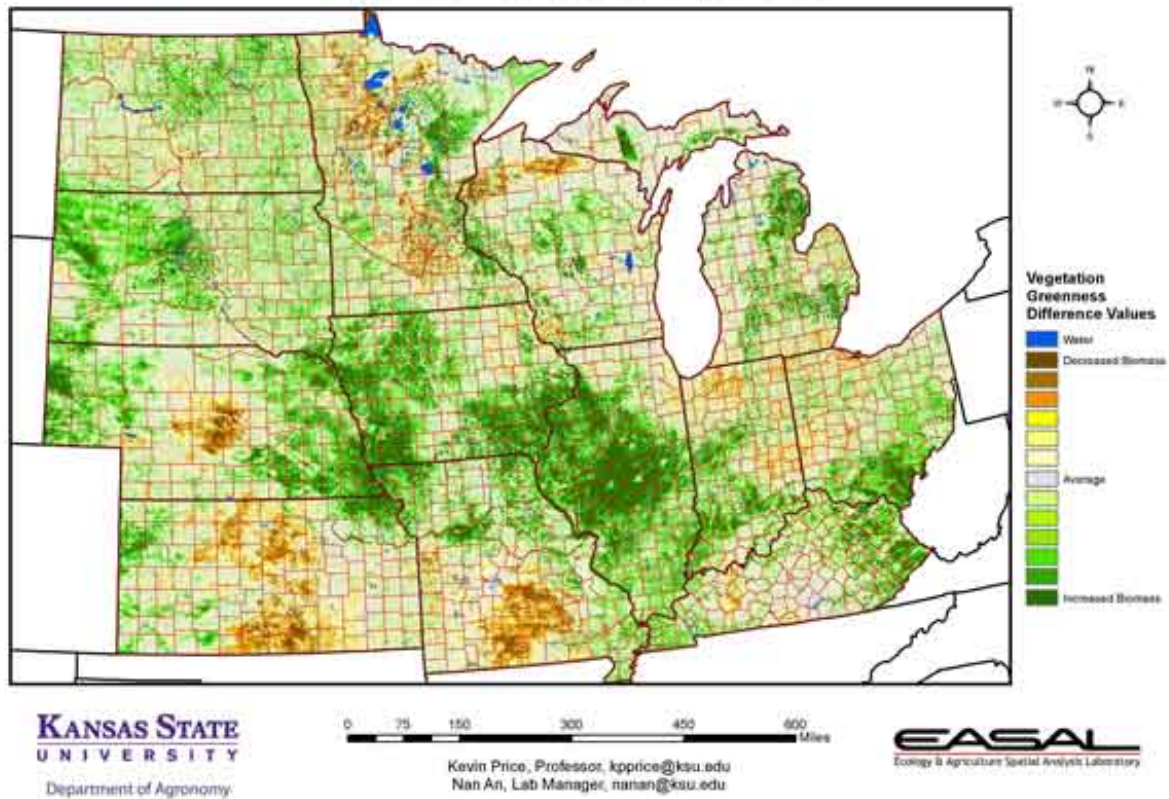 N
W E
S
Vegetation
Greenness
Difference Values
Water
Decreased Biomass
Average
Increased Biomass
KANSAS STATE
UNIVERSITY
Department of Agronomy
0 75 150 300 450 600
Miles
Kevin Price, Professor, kpprice@ksu.edu
Nan An, Lab Manager, nanan@ksu.edu
EASAL
Ecology & Agriculture Spatial Analysis Laboratory